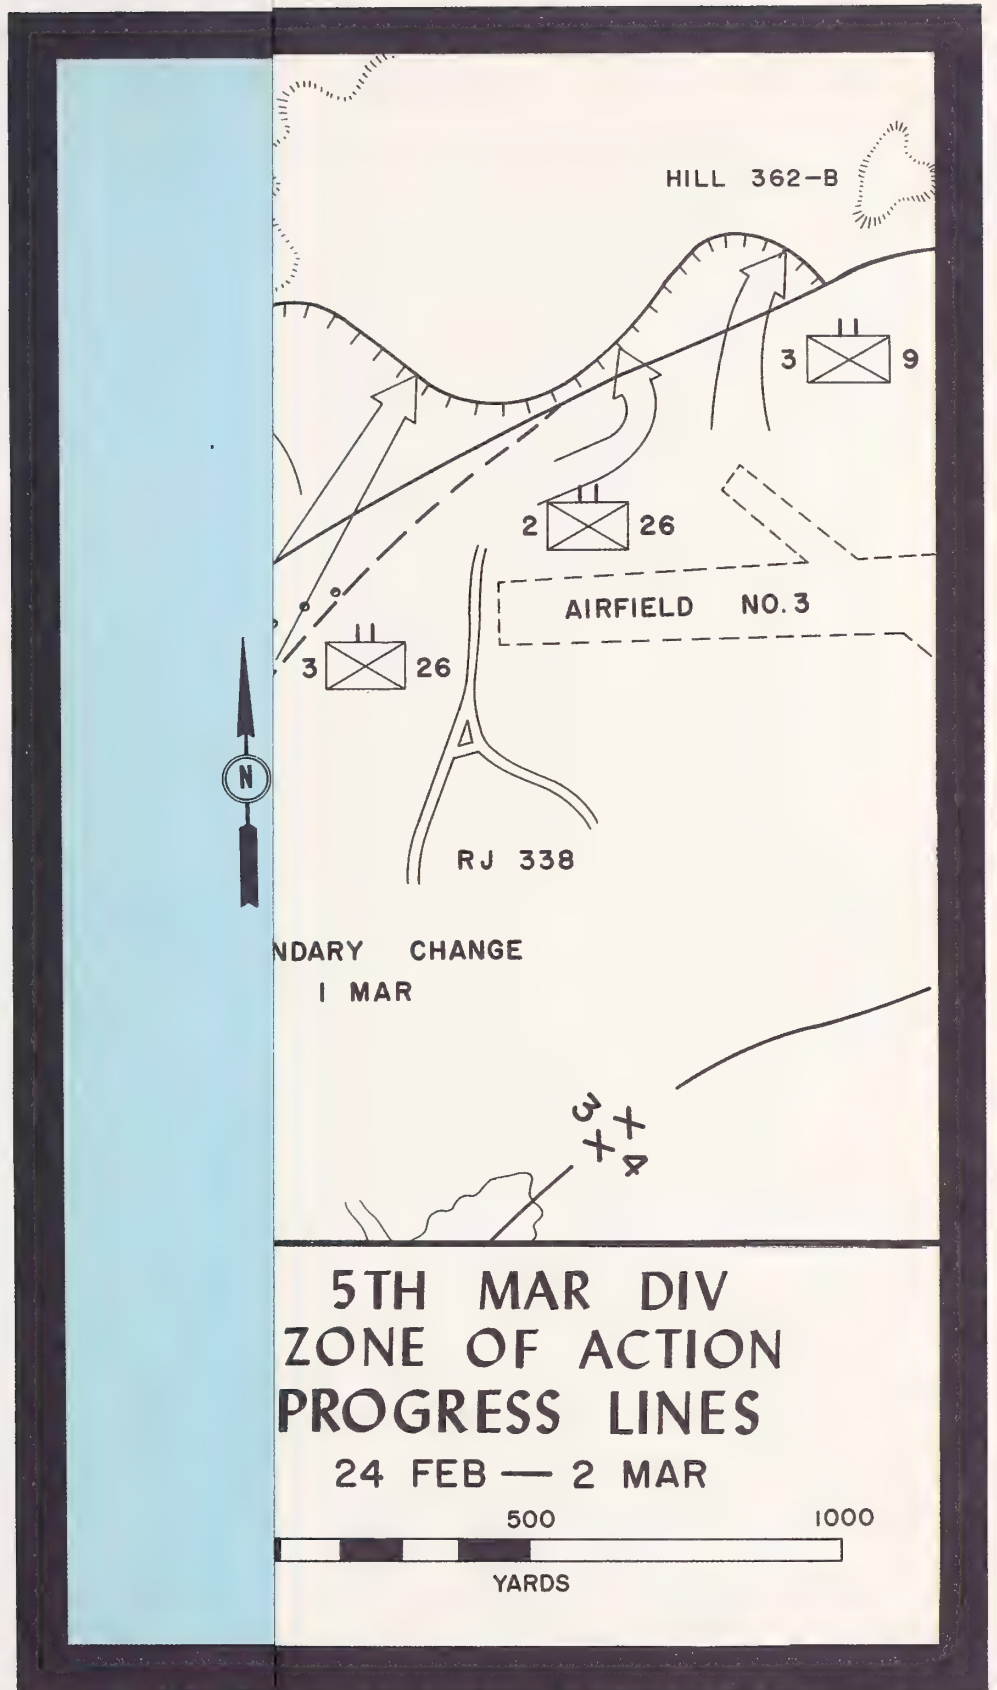 HILL 362-B
3 9
2 26
AIRFIELD NO. 3
3 26
N
RJ 338
NDARY CHANGE
1 MAR
3
4
5TH MAR DIV
ZONE OF ACTION
PROGRESS LINES
24 FEB — 2 MAR
500 1000
YARDS